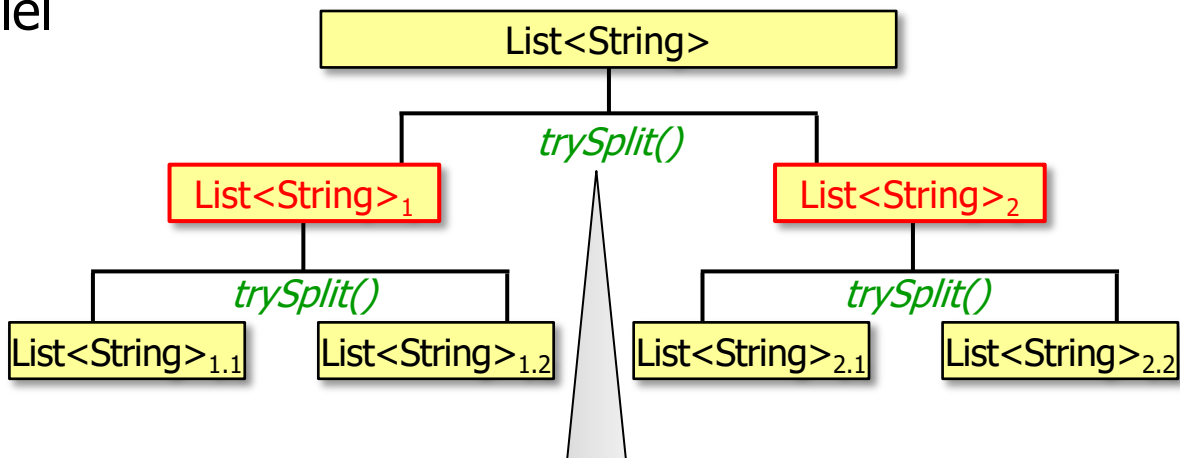 List<String>
trySplit()
List<String>1
List<String>2
trySplit()
trySplit()
List<String>1.1
List<String>1.2
List<String>2.1
List<String>2.2